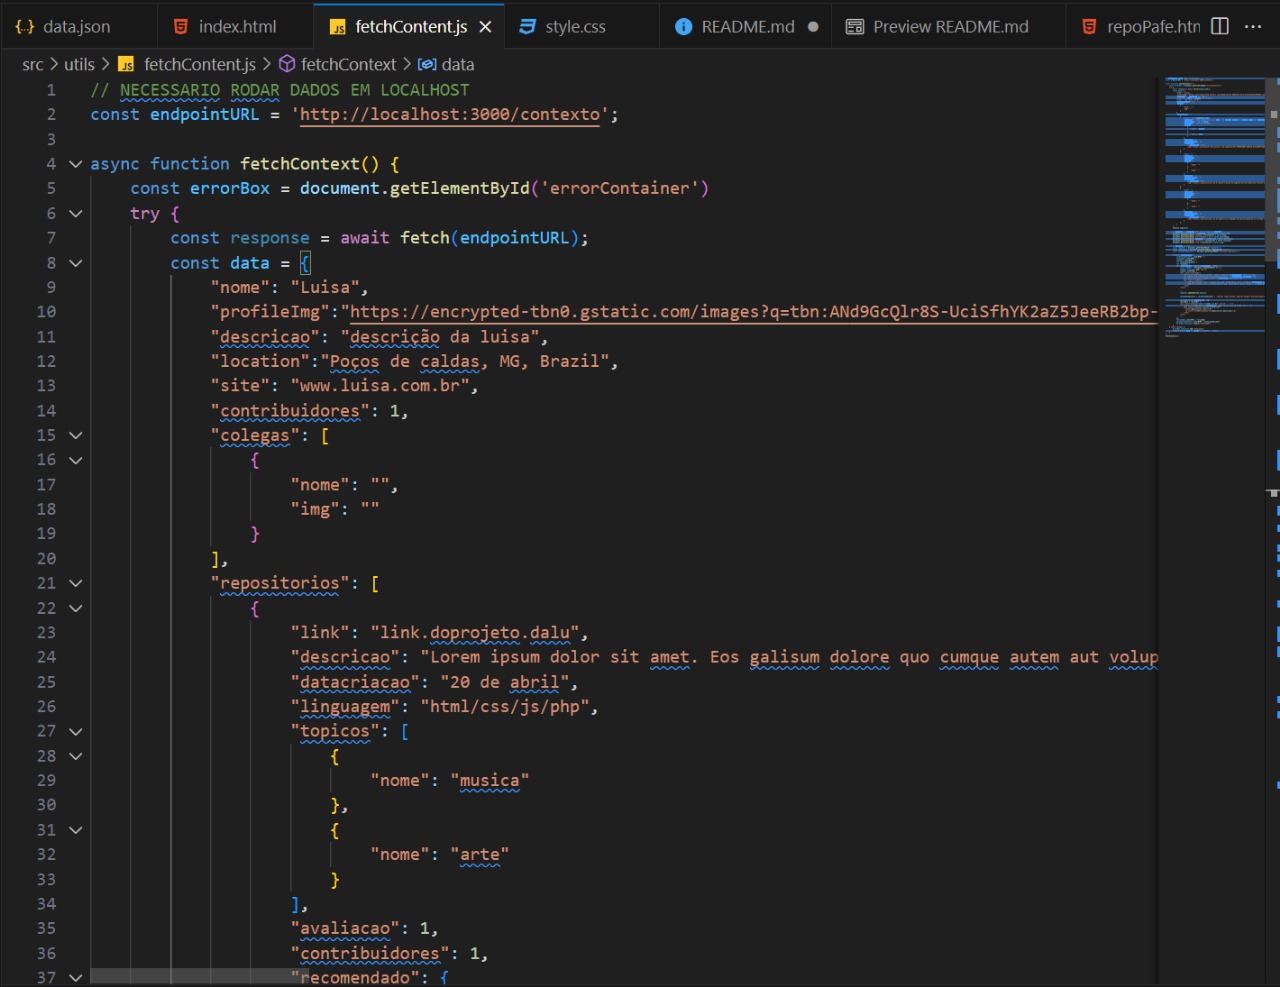 data.json index.html fetchContent.js style.css README.md Preview README.md repoPafe.htn
src > utils > fetchContent.js > fetchContext > data
1 // NECESSARIO RODAR DADOS EM LOCALHOST
2 const endpointURL = 'http://localhost:3000/contexto';
3
4 async function fetchContext() {
5 const errorBox = document.getElementById('errorContainer')
6 try {
7 const response = await fetch(endpointURL);
8 const data = {
9 "nome": "Luisa",
10 "profileImg":"https://encrypted-tbn0.gstatic.com/images?q=tbn:ANd9GcQlr8S-UciSfhYK2aZ5JeeRB2bp-
11 "descricao": "descrição da luisa",
12 "location":"Poços de caldas, MG, Brazil",
13 "site": "www.luisa.com.br",
14 "contribuidores": 1,
15 "colegas": [
16 {
17 "nome": "",
18 "img": ""
19 }
20 ],
21 "repositorios": [
22 {
23 "link": "link.doprojeto.dalu",
24 "descricao": "Lorem ipsum dolor sit amet. Eos galisum dolore quo cumque autem aut volup
25 "datacriacao": "20 de abril",
26 "linguagem": "html/css/js/php",
27 "topicos": [
28 {
29 "nome": "musica"
30 },
31 {
32 "nome": "arte"
33 }
34 ],
35 "avaliacao": 1,
36 "contribuidores": 1,
37 "recomendado": {